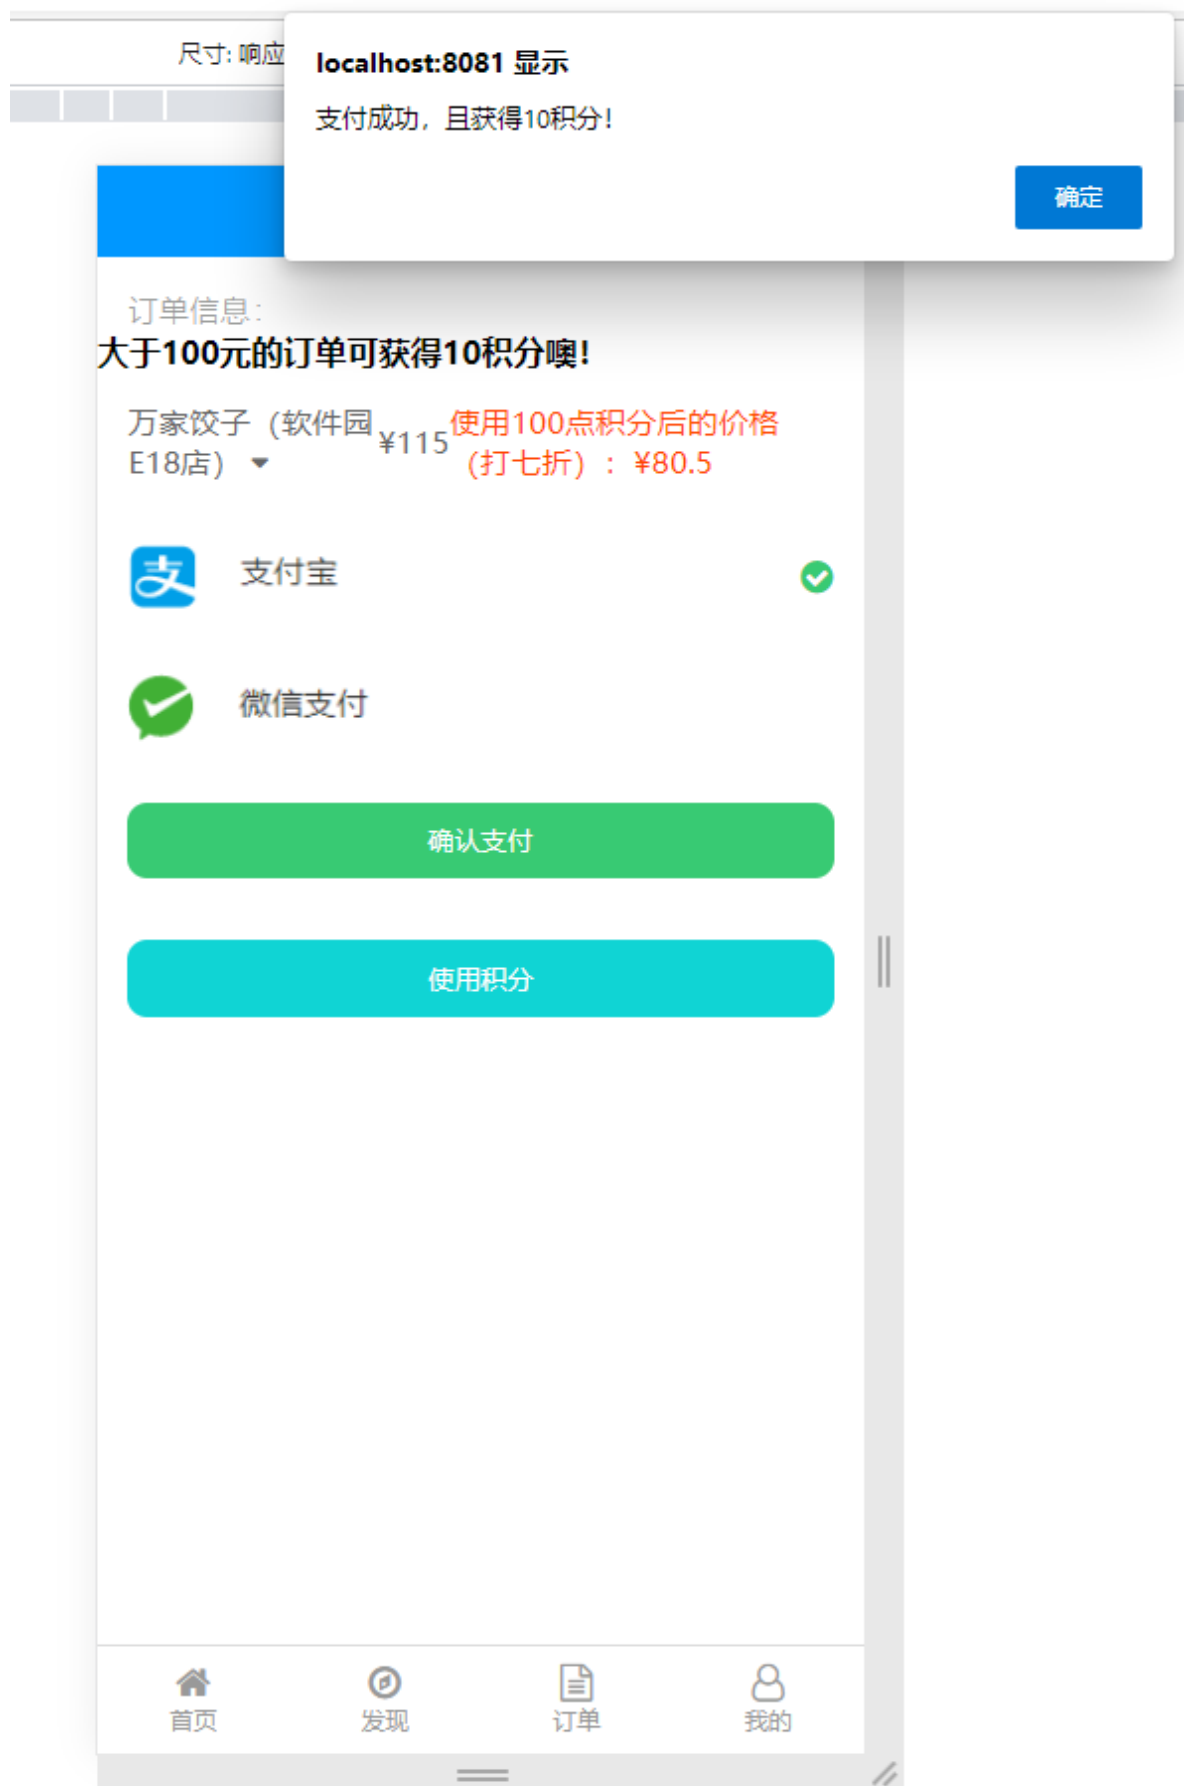 尺寸: 响应
localhost:8081 显示
支付成功，且获得10积分！
确定
订单信息：
大于100元的订单可获得10积分噢！
万家饺子（软件园
E18店）
¥115
使用100点积分后的价格
（打七折）：¥80.5
支
支付宝
微信支付
确认支付
使用积分
首页
发现
订单
我的